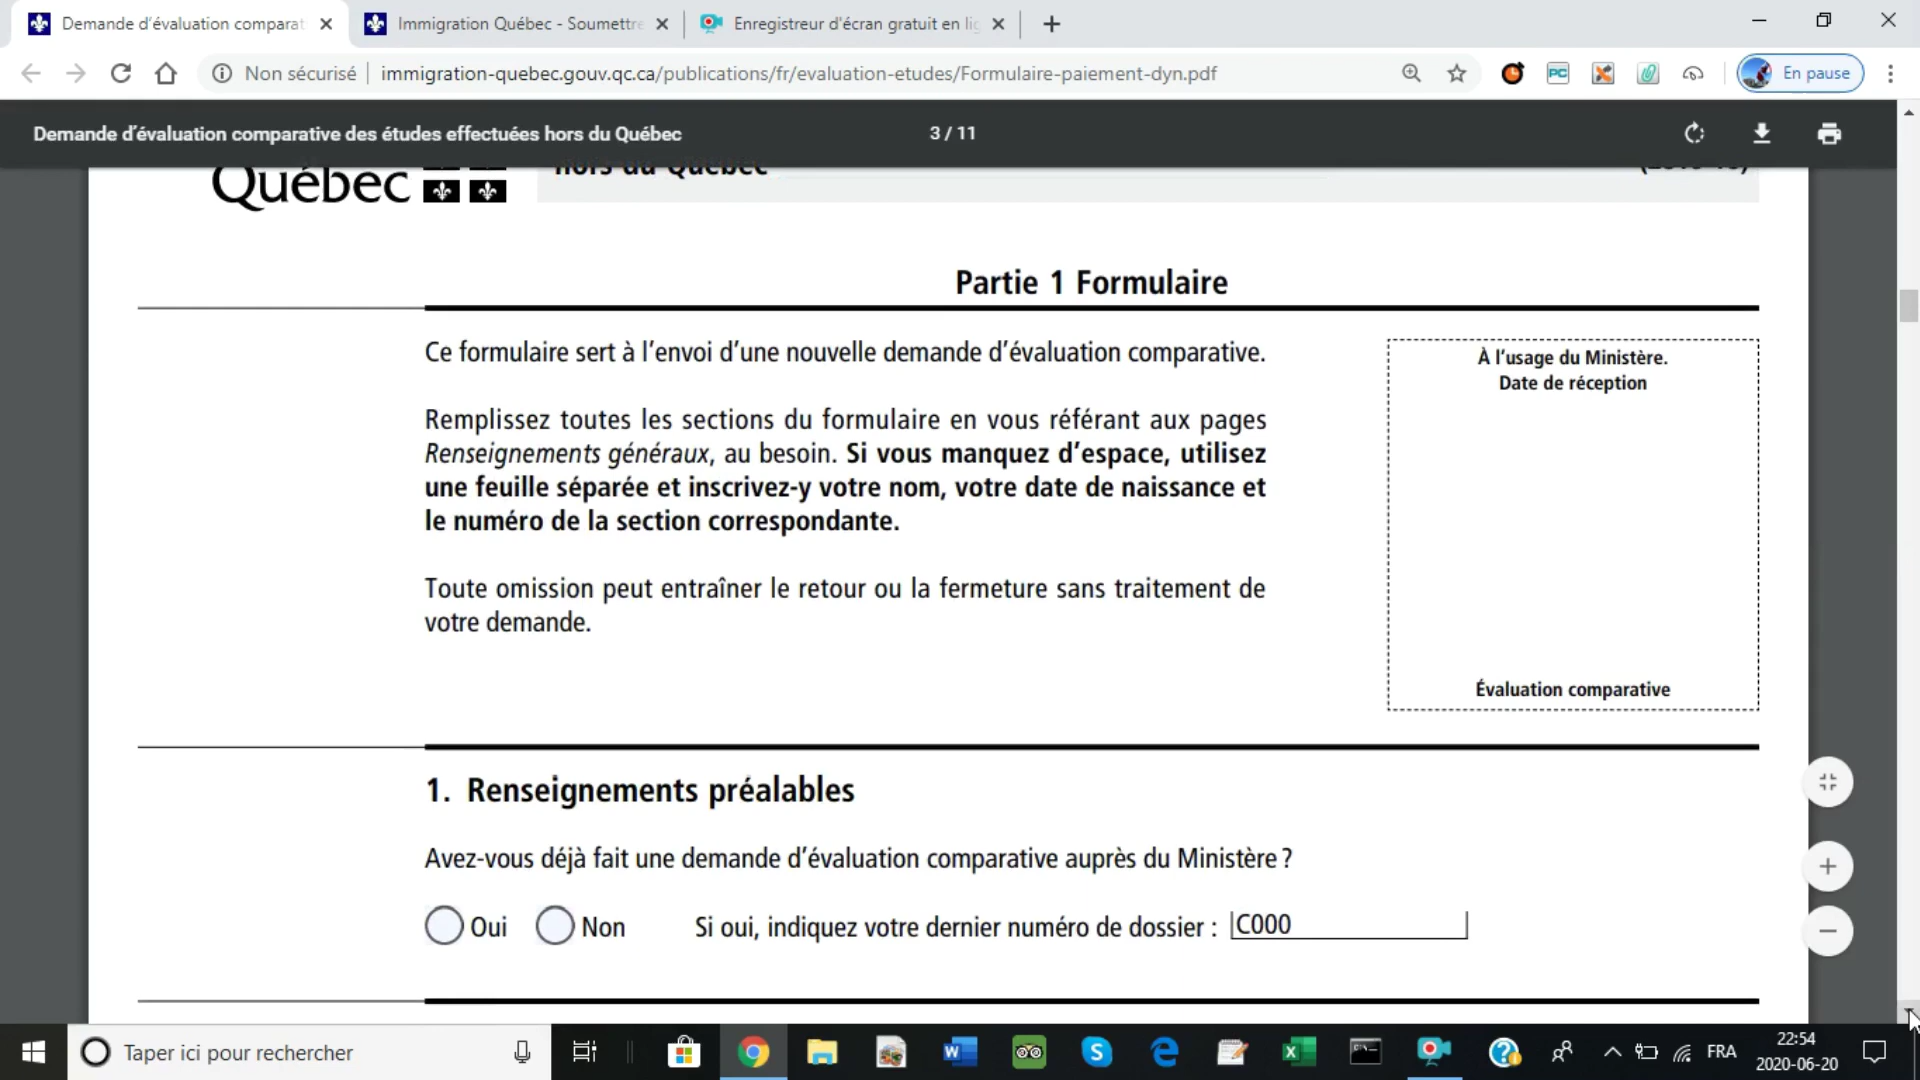 Demande d'évaluation comparat
Immigration Québec - Soumettre
Enregistreur d'écran gratuit en lig
Non sécurisé
immigration-quebec.gouv.qc.ca/publications/fr/evaluation-etudes/Formulaire-paiement-dyn.pdf
PC
En pause
Demande d'évaluation comparative des études effectuées hors du Québec
3 / 11
Québec
hors du Québec
Partie 1 Formulaire
Ce formulaire sert à l'envoi d'une nouvelle demande d'évaluation comparative.
Remplissez toutes les sections du formulaire en vous référant aux pages
Renseignements généraux, au besoin. Si vous manquez d'espace, utilisez
une feuille séparée et inscrivez-y votre nom, votre date de naissance et
le numéro de la section correspondante.
Toute omission peut entraîner le retour ou la fermeture sans traitement de
votre demande.
À l'usage du Ministère.
Date de réception
Évaluation comparative
1. Renseignements préalables
Avez-vous déjà fait une demande d'évaluation comparative auprès du Ministère ?
Oui Non Si oui, indiquez votre dernier numéro de dossier : C000
Taper ici pour rechercher
FRA
22:54
2020-06-20